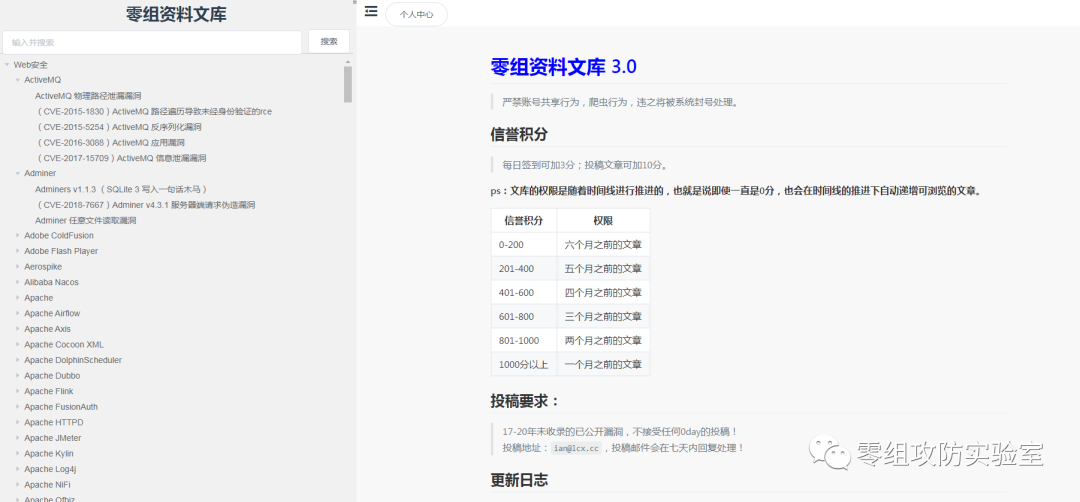 零组资料文库
输入并搜索
搜索
Web安全
ActiveMQ
ActiveMQ 物理路径泄漏漏洞
（CVE-2015-1830）ActiveMQ 路径遍历导致未经身份验证的rce
（CVE-2015-5254）ActiveMQ 反序列化漏洞
（CVE-2016-3088）ActiveMQ 应用漏洞
（CVE-2017-15709）ActiveMQ 信息泄漏漏洞
Adminer
Adminers v1.1.3 （SQLite 3 写入一句话木马）
（CVE-2018-7667）Adminer v4.3.1 服务器端请求伪造漏洞
Adminer 任意文件读取漏洞
Adobe ColdFusion
Adobe Flash Player
Aerospike
Alibaba Nacos
Apache
Apache Airflow
Apache Axis
Apache Cocoon XML
Apache DolphinScheduler
Apache Dubbo
Apache Flink
Apache FusionAuth
Apache HTTPD
Apache JMeter
Apache Kylin
Apache Log4j
Apache NiFi
Apache Ofbiz
个人中心
零组资料文库 3.0
严禁账号共享行为，爬虫行为，违之将被系统封号处理。
信誉积分
每日签到可加3分；投稿文章可加10分。
ps：文库的权限是随着时间线进行推进的，也就是说即使一直是0分，也会在时间线的推进下自动递增可浏览的文章。
信誉积分 权限
0-200 六个月之前的文章
201-400 五个月之前的文章
401-600 四个月之前的文章
601-800 三个月之前的文章
801-1000 两个月之前的文章
1000分以上 一个月之前的文章
投稿要求：
17-20年未收录的已公开漏洞，不接受任何0day的投稿！
投稿地址：ian@lcx.cc，投稿邮件会在七天内回复处理！
更新日志
零组攻防实验室